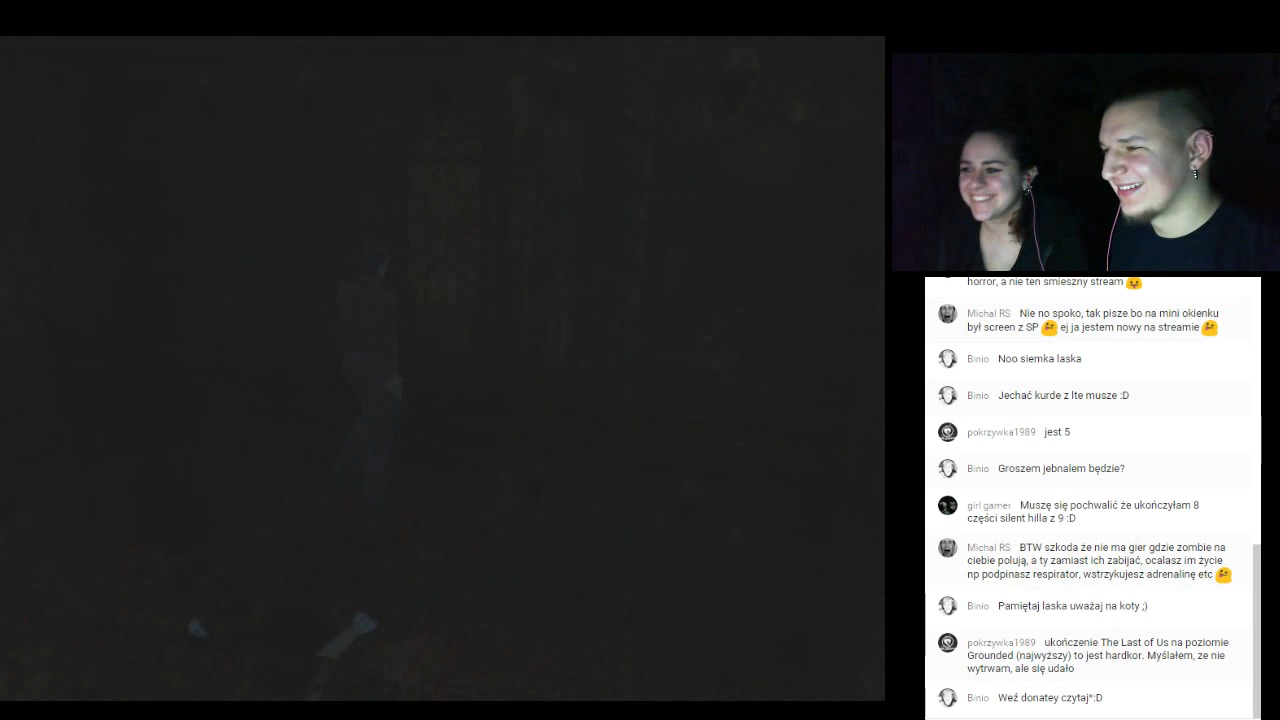 horror, a nie ten smieszny stream
Michal RS Nie no spoko, tak pisze bo na mini okienku
był screen z SP ej ja jestem nowy na streamie
Binio Noo siemka laska
Binio Jechać kurde z lte musze :D
pokrzywka1989 jest 5
Binio Groszem jebnalem będzie?
girl gamer Muszę się pochwalić że ukończyłam 8
części silent hilla z 9 :D
Michal RS BTW szkoda że nie ma gier gdzie zombie na
ciebie polują, a ty zamiast ich zabijać, ocalasz im życie
np podpinasz respirator, wstrzykujesz adrenalinę etc
Binio Pamiętaj laska uważaj na koty ;)
pokrzywka1989 ukończenie The Last of Us na poziomie
Grounded (najwyższy) to jest hardkor. Myślałem, ze nie
wytrwam, ale się udało
Binio Weź donatey czytaj*:D